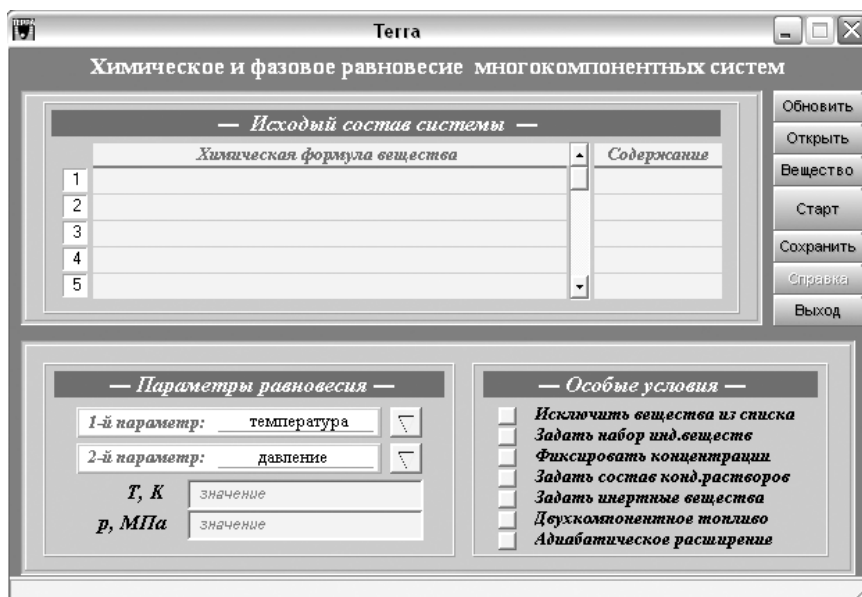 TERRA
Terra
Химическое и фазовое равновесие многокомпонентных систем
— Исходый состав системы —
Химическая формула вещества
Содержание
1
2
3
4
5
Обновить
Открыть
Вещество
Старт
Сохранить
Справка
Выход
— Параметры равновесия —
1-й параметр: температура
2-й параметр: давление
T, K значение
p, МПа значение
— Особые условия —
Исключить вещества из списка
Задать набор инд.веществ
Фиксировать концентрации
Задать состав конд.растворов
Задать инертные вещества
Двухкомпонентное топливо
Адиабатическое расширение